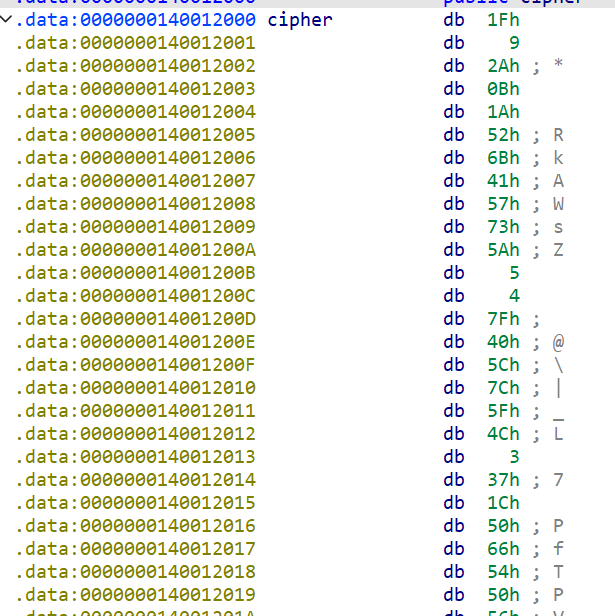 .data:0000000140012000 cipher db 1Fh
.data:0000000140012001 db 9
.data:0000000140012002 db 2Ah ; *
.data:0000000140012003 db 0Bh
.data:0000000140012004 db 1Ah
.data:0000000140012005 db 52h ; R
.data:0000000140012006 db 6Bh ; k
.data:0000000140012007 db 41h ; A
.data:0000000140012008 db 57h ; W
.data:0000000140012009 db 73h ; s
.data:000000014001200A db 5Ah ; Z
.data:000000014001200B db 5
.data:000000014001200C db 4
.data:000000014001200D db 7Fh ;
.data:000000014001200E db 40h ; @
.data:000000014001200F db 5Ch ; \
.data:0000000140012010 db 7Ch ; |
.data:0000000140012011 db 5Fh ; _
.data:0000000140012012 db 4Ch ; L
.data:0000000140012013 db 3
.data:0000000140012014 db 37h ; 7
.data:0000000140012015 db 1Ch
.data:0000000140012016 db 50h ; P
.data:0000000140012017 db 66h ; f
.data:0000000140012018 db 54h ; T
.data:0000000140012019 db 50h ; P